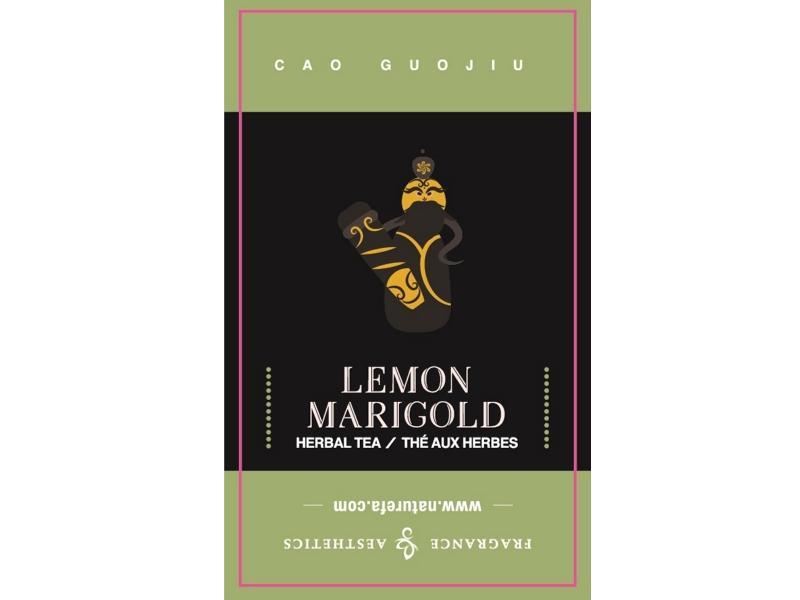 CAO GUOJIU
LEMON
MARIGOLD
HERBAL TEA / THÉ AUX HERBES
www.naturefa.com
FRAGRANCE AESTHETICS